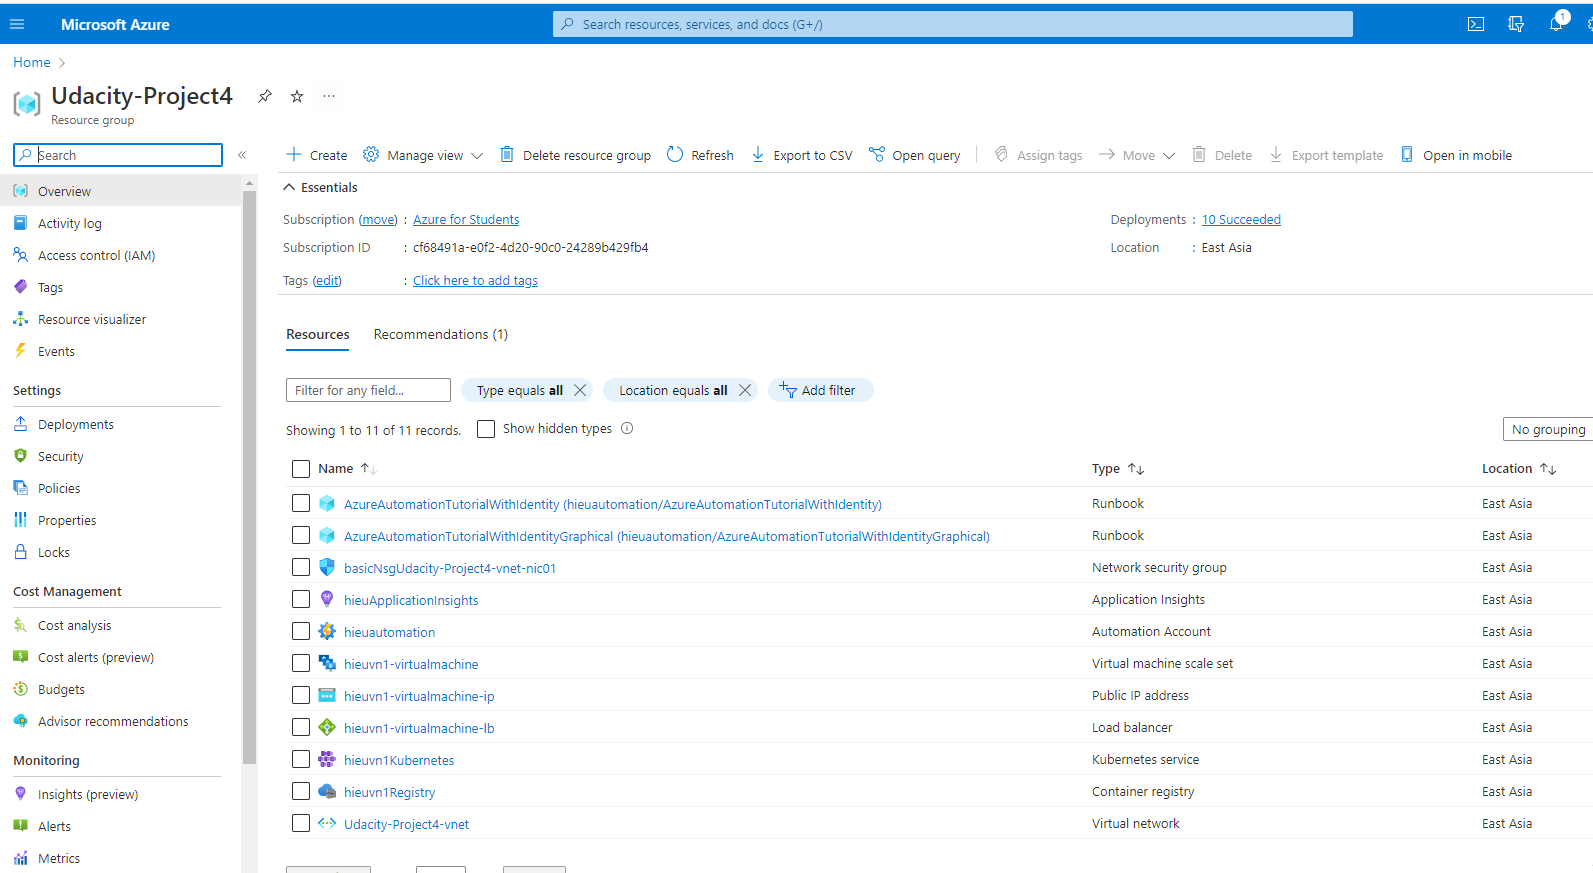 Microsoft Azure
Search resources, services, and docs (G+/)
1
Home
Udacity-Project4
Resource group
Search
Create Manage view Delete resource group Refresh Export to CSV Open query Assign tags Move Delete Export template Open in mobile
Overview
Activity log
Access control (IAM)
Tags
Resource visualizer
Events
Settings
Deployments
Security
Policies
Properties
Locks
Cost Management
Cost analysis
Cost alerts (preview)
Budgets
Advisor recommendations
Monitoring
Insights (preview)
Alerts
Metrics
Essentials
Subscription (move) : Azure for Students
Subscription ID : cf68491a-e0f2-4d20-90c0-24289b429fb4
Tags (edit) : Click here to add tags
Deployments : 10 Succeeded
Location : East Asia
Resources Recommendations (1)
Filter for any field... Type equals all Location equals all Add filter
Showing 1 to 11 of 11 records. Show hidden types No grouping
Name Type Location
AzureAutomationTutorialWithIdentity (hieuautomation/AzureAutomationTutorialWithIdentity) Runbook East Asia
AzureAutomationTutorialWithIdentityGraphical (hieuautomation/AzureAutomationTutorialWithIdentityGraphical) Runbook East Asia
basicNsgUdacity-Project4-vnet-nic01 Network security group East Asia
hieuApplicationInsights Application Insights East Asia
hieuautomation Automation Account East Asia
hieuvn1-virtualmachine Virtual machine scale set East Asia
hieuvn1-virtualmachine-ip Public IP address East Asia
hieuvn1-virtualmachine-lb Load balancer East Asia
hieuvn1Kubernetes Kubernetes service East Asia
hieuvn1Registry Container registry East Asia
Udacity-Project4-vnet Virtual network East Asia